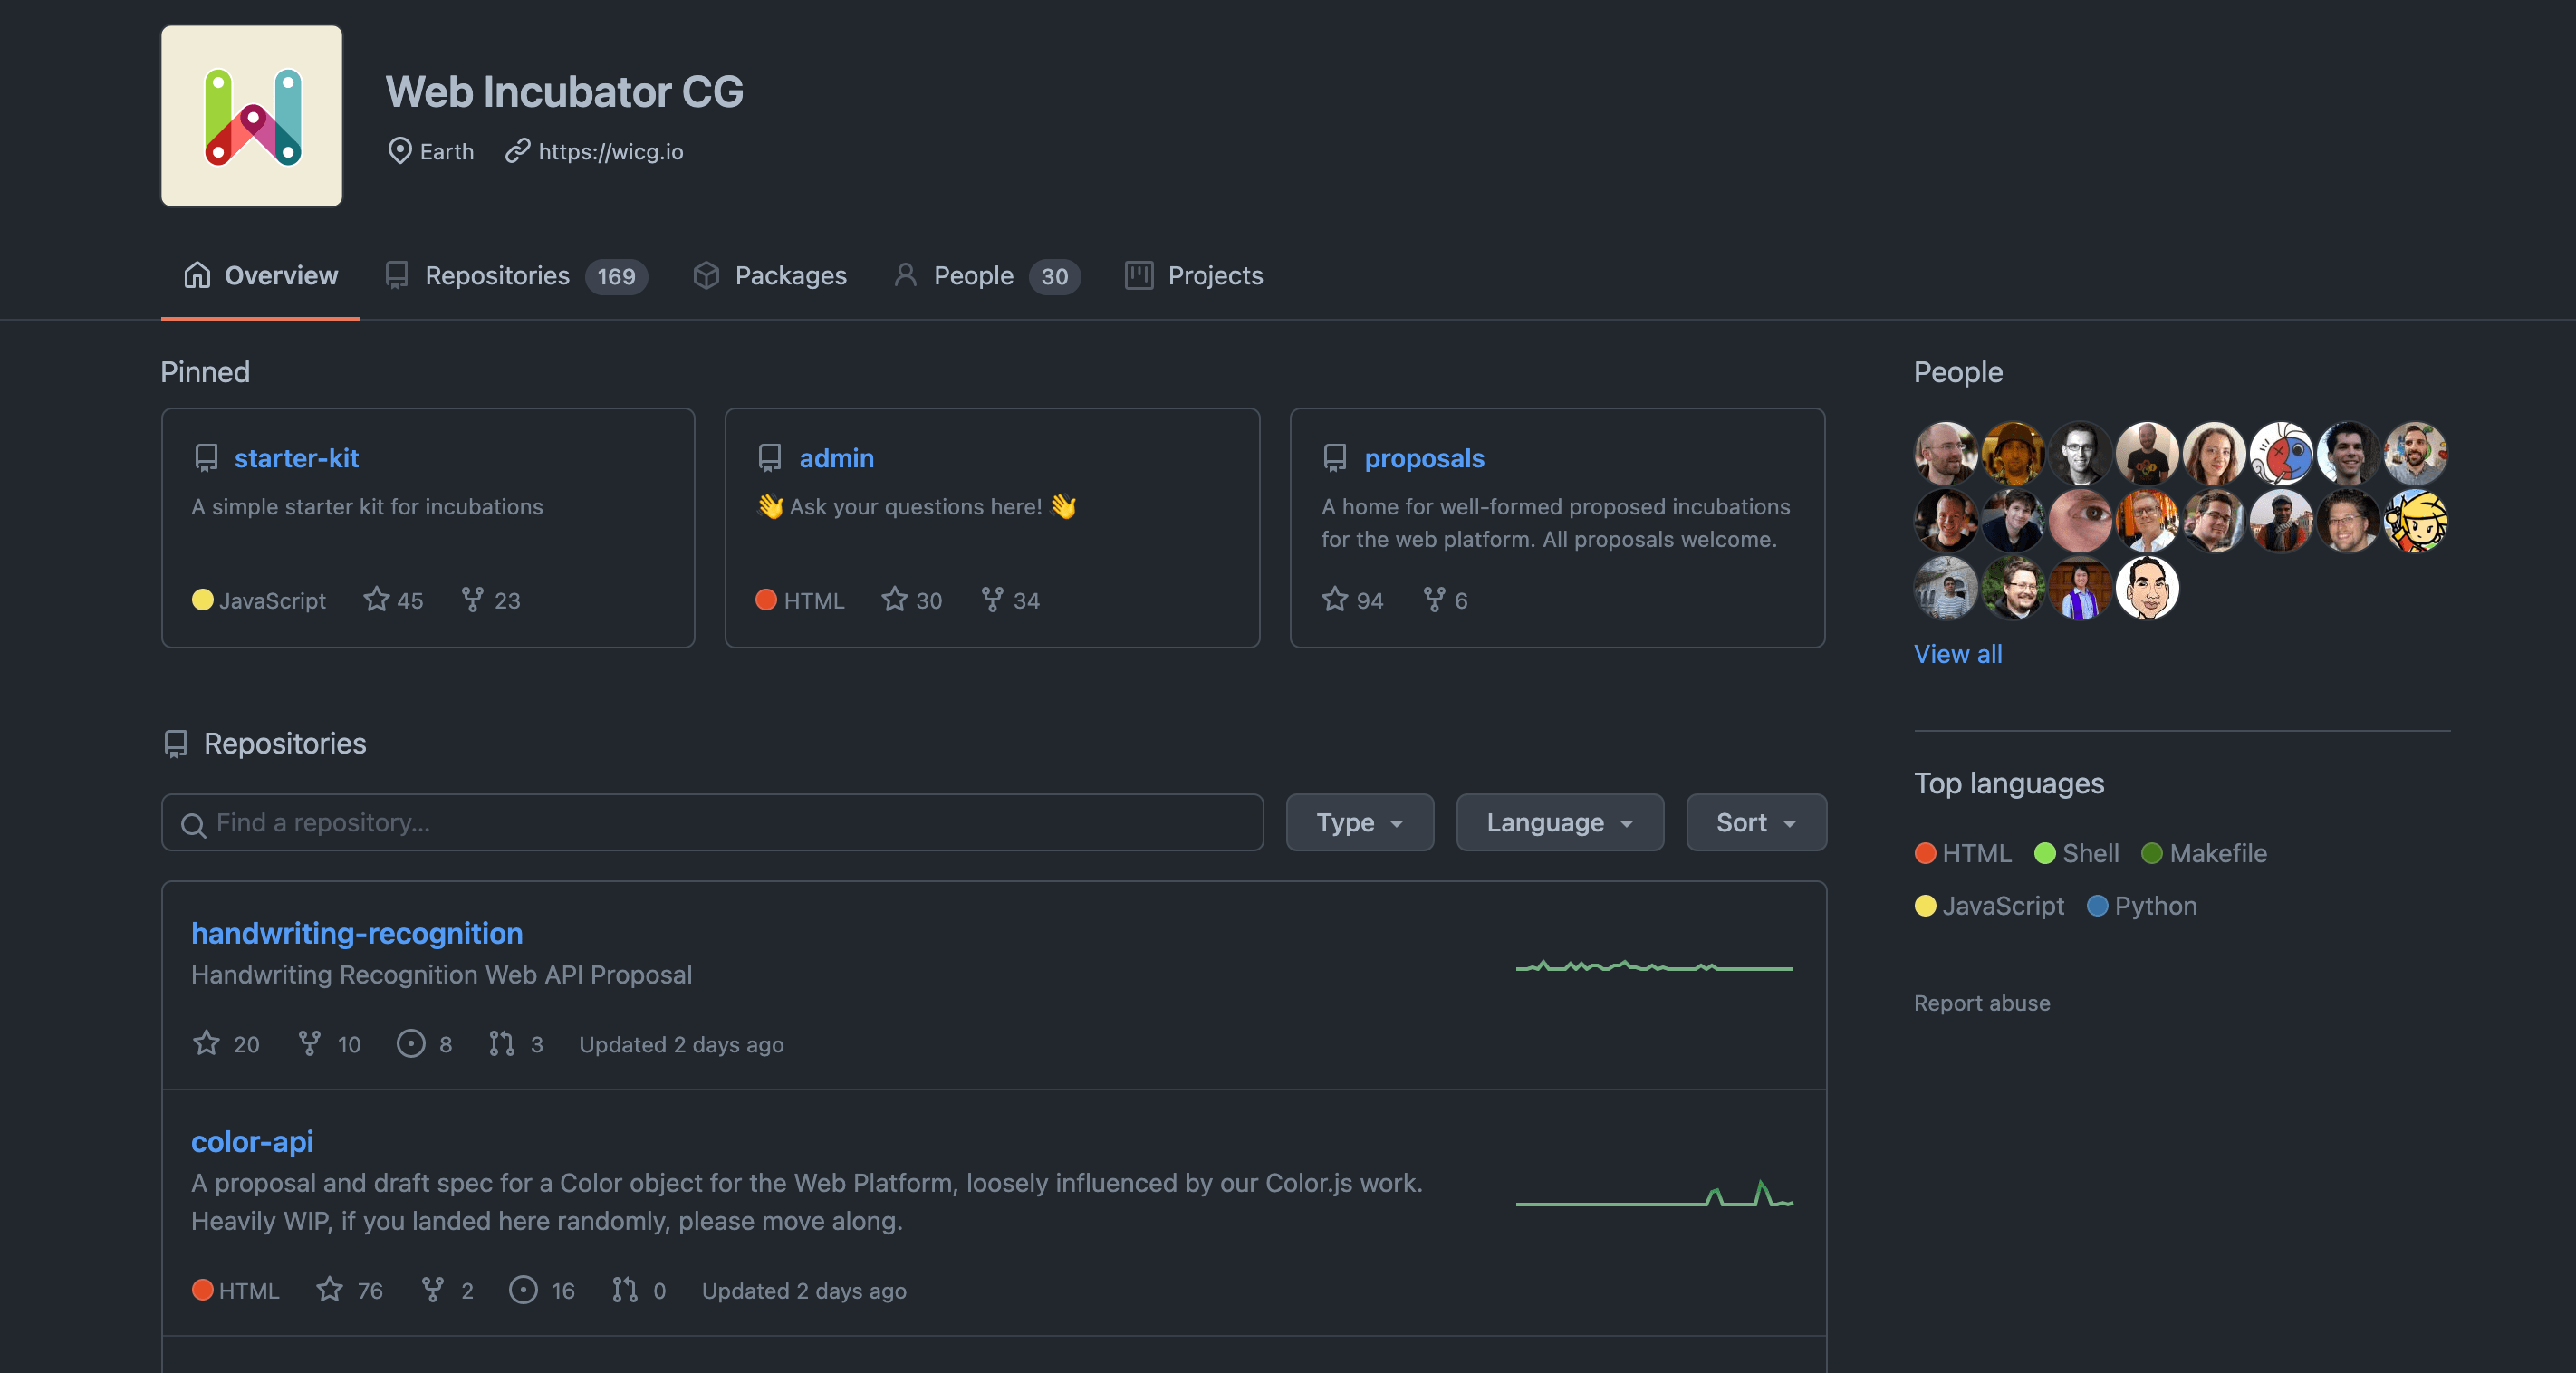 Web Incubator CG
Earth https://wicg.io
Overview Repositories 169 Packages People 30 Projects
Pinned
starter-kit
A simple starter kit for incubations
JavaScript 45 23
admin
👋 Ask your questions here! 👋
HTML 30 34
proposals
A home for well-formed proposed incubations
for the web platform. All proposals welcome.
94 6
Repositories
Find a repository...
Type Language Sort
handwriting-recognition
Handwriting Recognition Web API Proposal
20 10 8 3 Updated 2 days ago
color-api
A proposal and draft spec for a Color object for the Web Platform, loosely influenced by our Color.js work.
Heavily WIP, if you landed here randomly, please move along.
HTML 76 2 16 0 Updated 2 days ago
People
View all
Top languages
HTML Shell Makefile
JavaScript Python
Report abuse